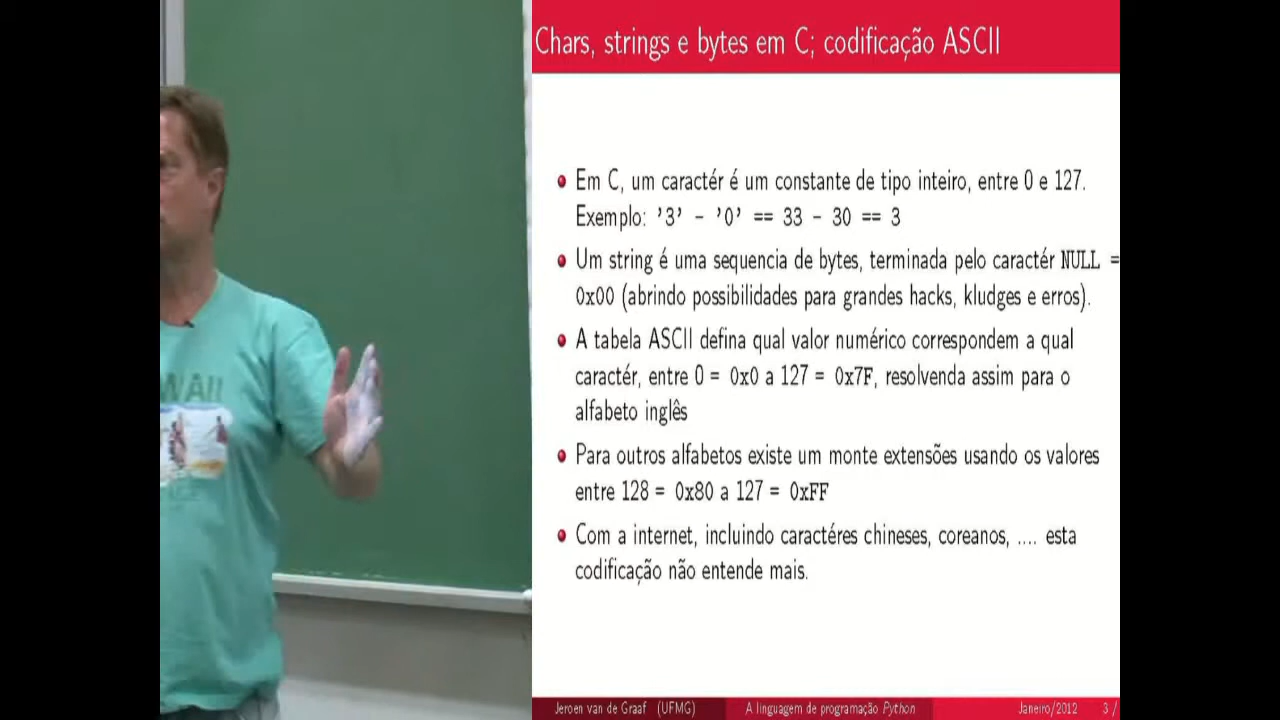 Chars, strings e bytes em C; codificação ASCII
Em C, um caractér é um constante de tipo inteiro, entre 0 e 127.
Exemplo: '3' - '0' == 33 - 30 == 3
Um string é uma sequencia de bytes, terminada pelo caractér NULL =
0x00 (abrindo possibilidades para grandes hacks, kludges e erros).
A tabela ASCII defina qual valor numérico correspondem a qual
caractér, entre 0 = 0x0 a 127 = 0x7F, resolvenda assim para o
alfabeto inglês
Para outros alfabetos existe um monte extensões usando os valores
entre 128 = 0x80 a 127 = 0xFF
Com a internet, incluindo caractéres chineses, coreanos, .... esta
codificação não entende mais.
Jeroen van de Graaf (UFMG) A linguagem de programação Python Janeiro/2012 3 /
WAII